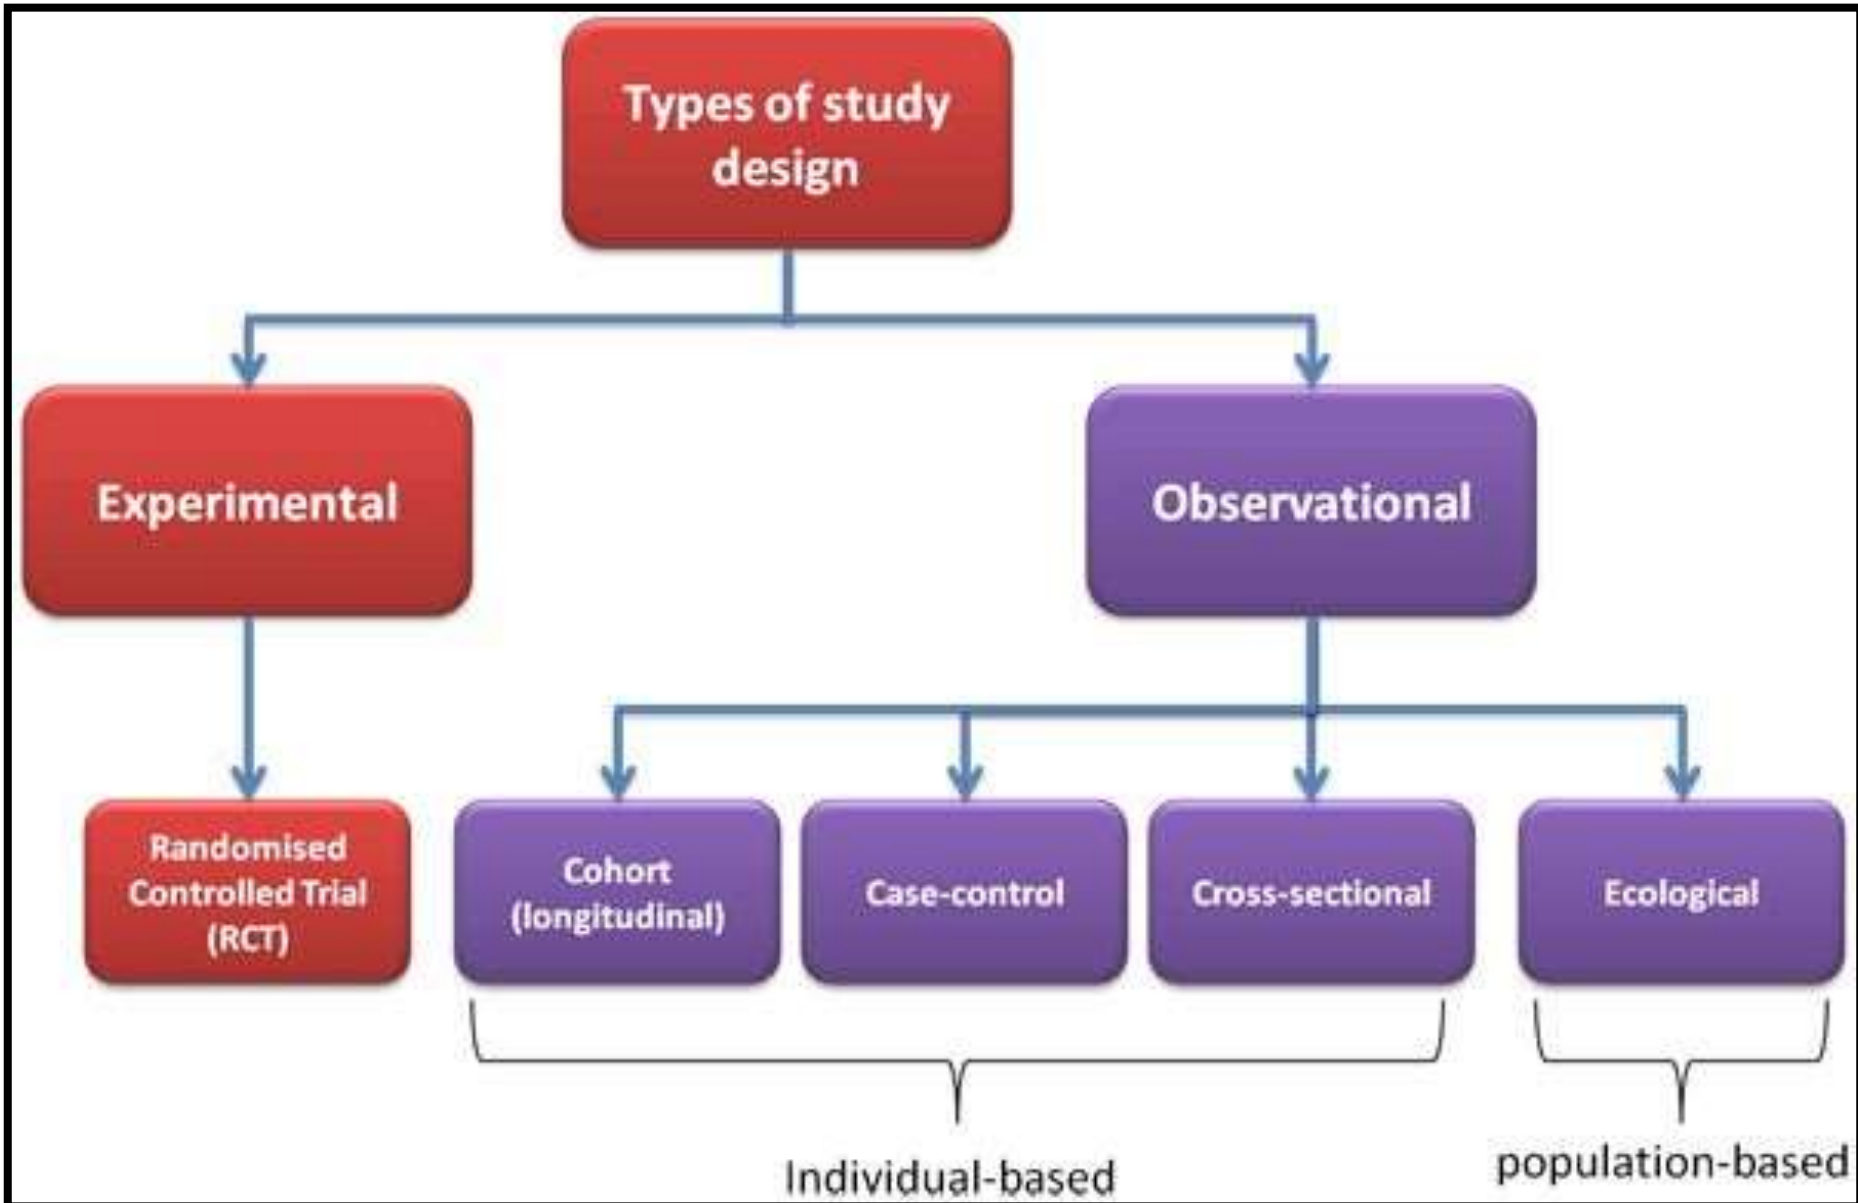 Types of study
design
Experimental
Observational
Randomised
Controlled Trial
(RCT)
Cohort
(longitudinal)
Case-control
Cross-sectional
Ecological
Individual-based
population-based